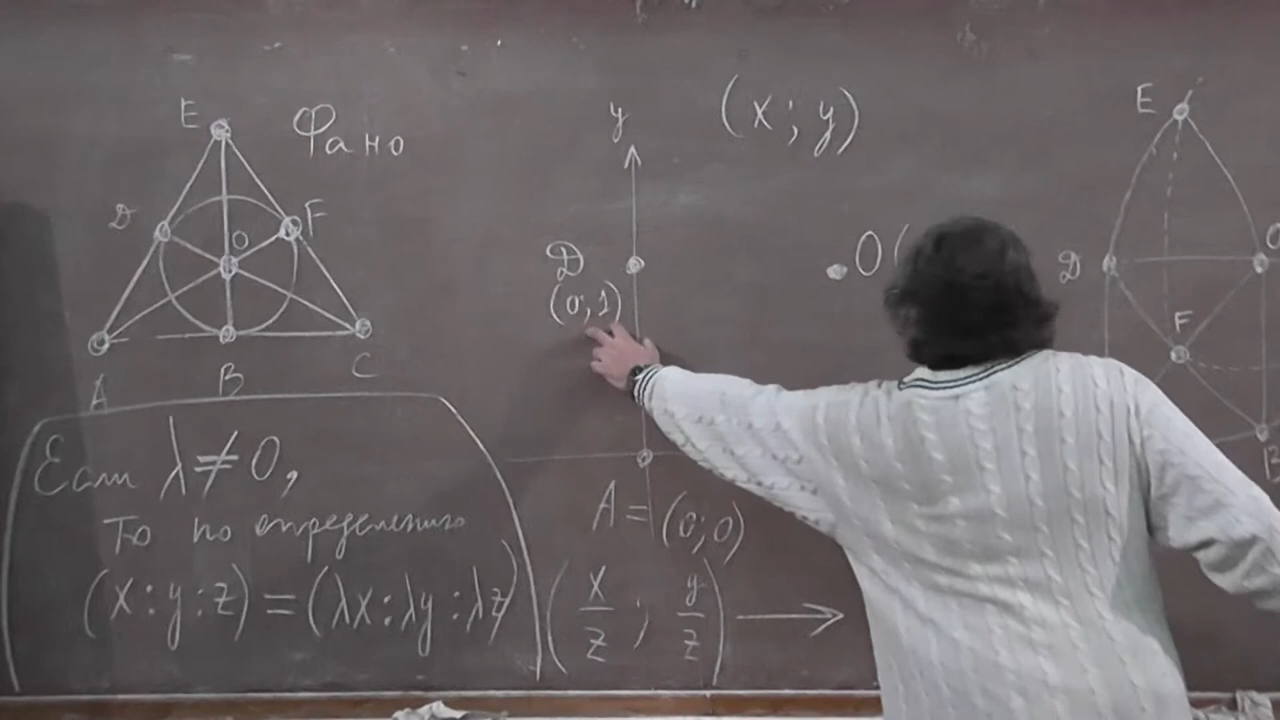 E Фано
D F
O
A B C
Если λ ≠ 0,
То по определению
(x : y : z) = (λx : λy : λz)
y (x ; y)
D
(0; 1)
O(
A = (0; 0)
(x/z ; y/z) →
E
D
F